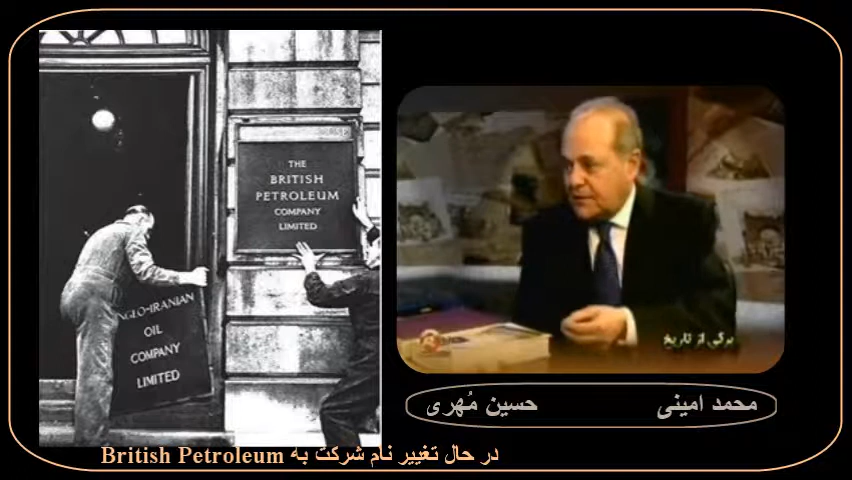 THE
BRITISH
PETROLEUM
COMPANY
LIMITED
ANGLO-IRANIAN
OIL
COMPANY
LIMITED
برگی از تاریخ
محمد امینی حسین مُهری
در حال تغییر نام شرکت به British Petroleum